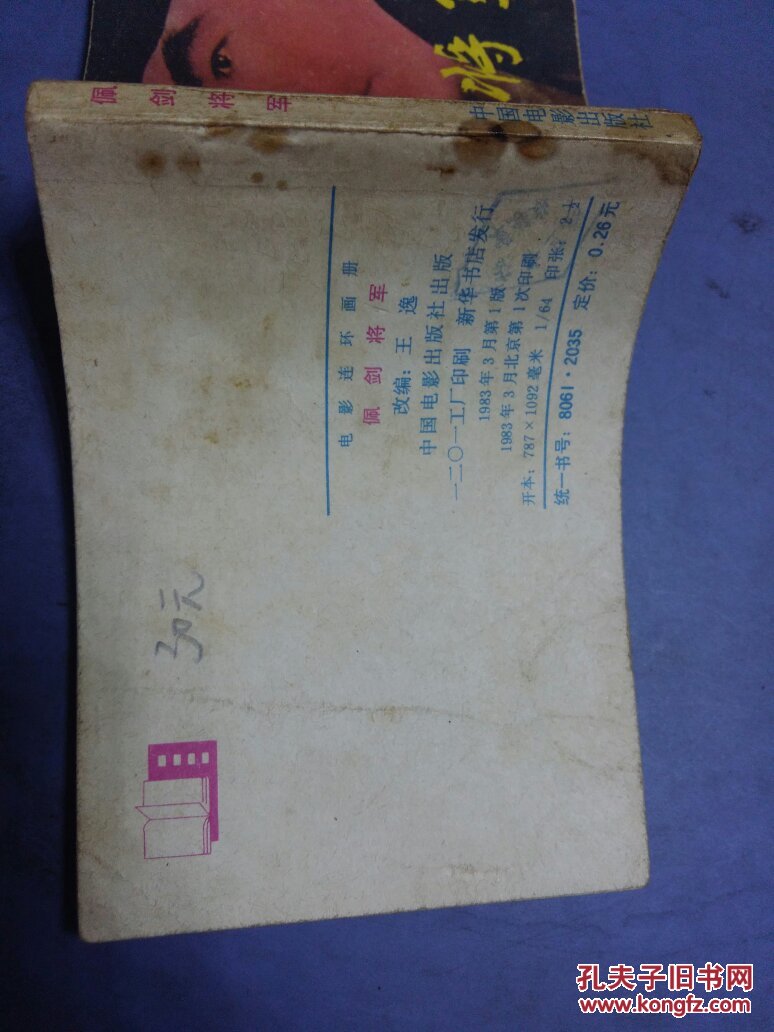 将
佩剑将军
中国电影出版社
电影连环画册
佩剑将军
改编：王逸
中国电影出版社出版
一二〇一工厂印刷 新华书店发行
1983年3月第1版
1983年3月北京第1次印刷
开本：787×1092毫米 1/64 印张：2½
统一书号：8061·2035 定价：0.26元
孔夫子旧书网
www.kongfz.com